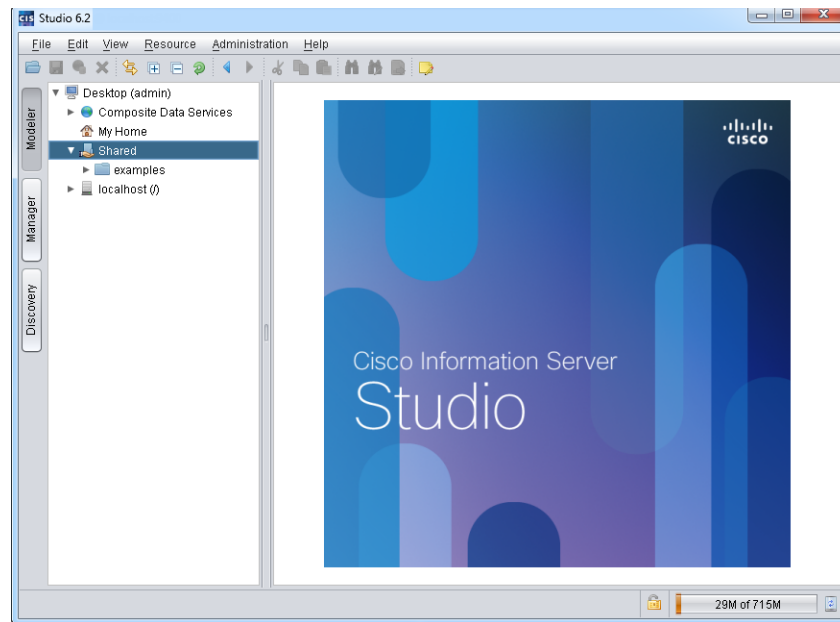 cis Studio 6.2
File Edit View Resource Administration Help
Modeler
Manager
Discovery
Desktop (admin)
Composite Data Services
My Home
Shared
examples
localhost (/)
cisco
Cisco Information Server
Studio
29M of 715M